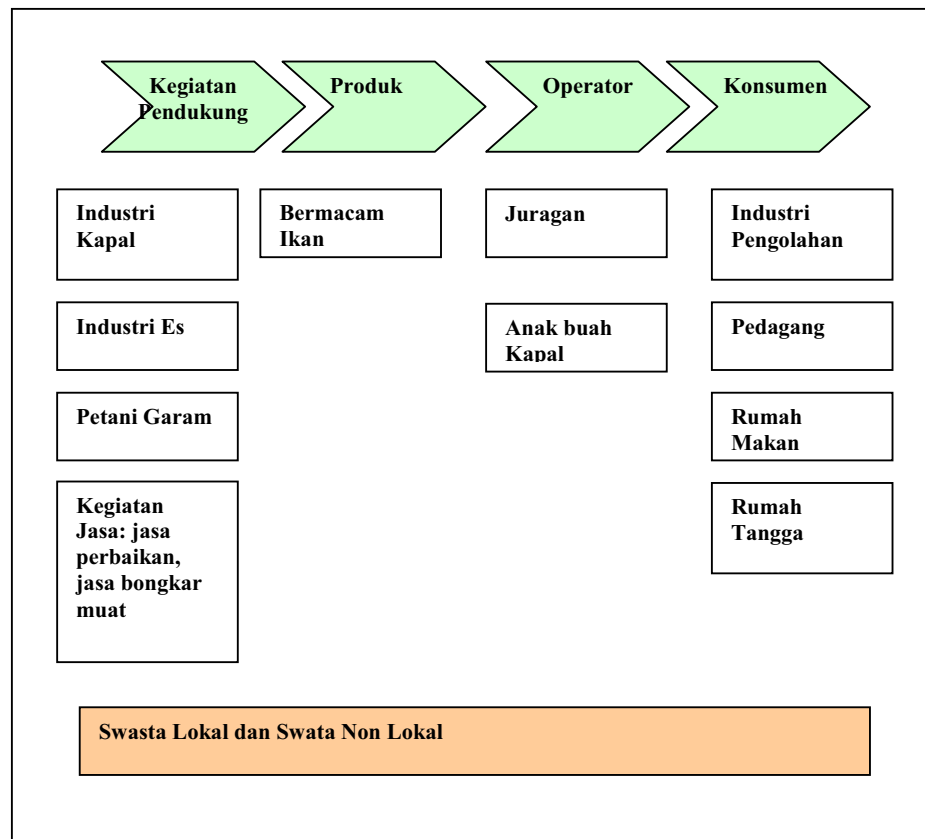 Kegiatan
Pendukung
Produk
Operator
Konsumen
Industri
Kapal
Bermacam
Ikan
Juragan
Industri
Pengolahan
Industri Es
Anak buah
Kapal
Pedagang
Petani Garam
Rumah
Makan
Kegiatan
Jasa: jasa
perbaikan,
jasa bongkar
muat
Rumah
Tangga
Swasta Lokal dan Swata Non Lokal